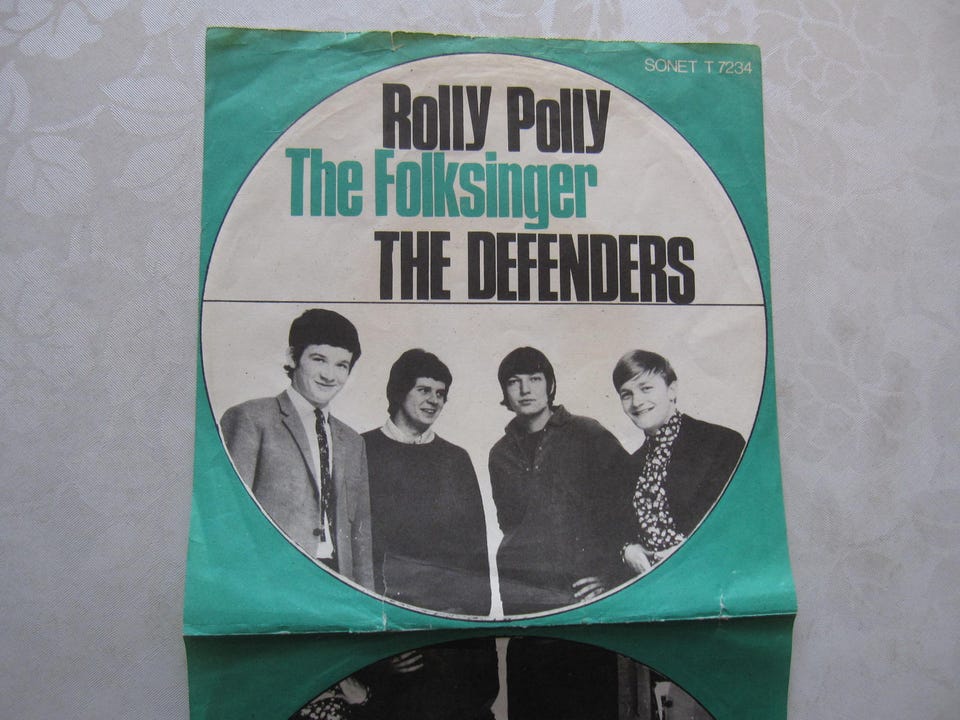 SONET T 7234
Rolly Polly
The Folksinger
THE DEFENDERS